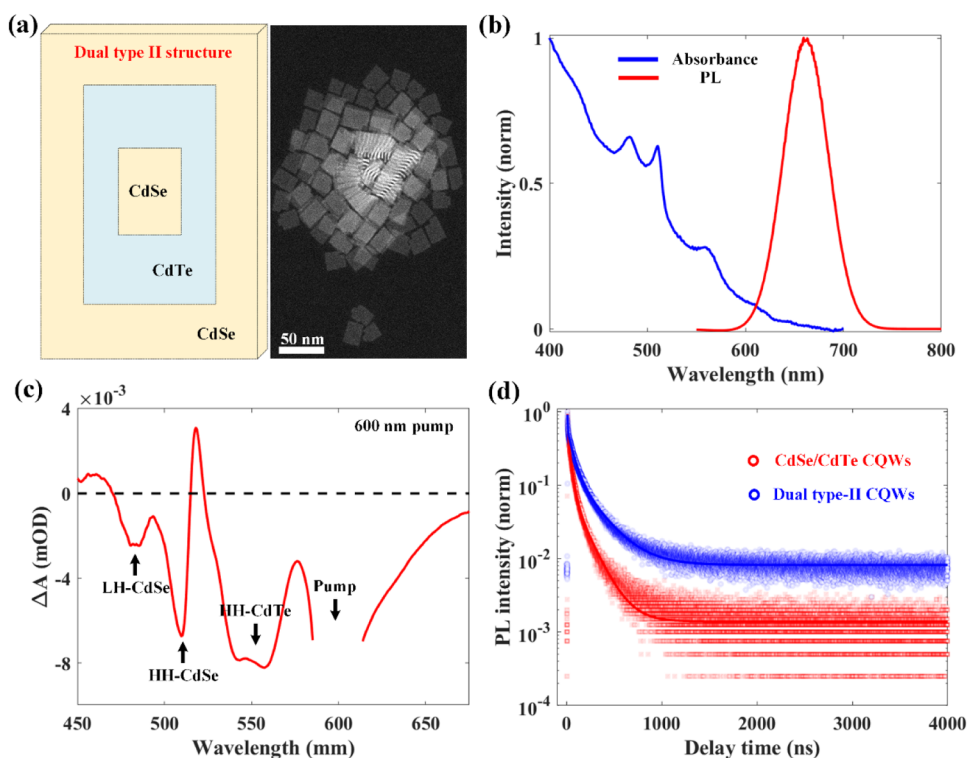 (a)
Dual type II structure
CdSe
CdTe
CdSe
50 nm
(b)
Absorbance
PL
1
0.5
0
Intensity (norm)
400
500
600
700
800
Wavelength (nm)
(c)
×10⁻³
600 nm pump
4
0
-4
-8
ΔA (mOD)
LH-CdSe
HH-CdSe
HH-CdTe
Pump
450
500
550
600
650
Wavelength (mm)
(d)
10⁰
10⁻¹
10⁻²
10⁻³
10⁻⁴
PL intensity (norm)
CdSe/CdTe CQWs
Dual type-II CQWs
0
1000
2000
3000
4000
Delay time (ns)